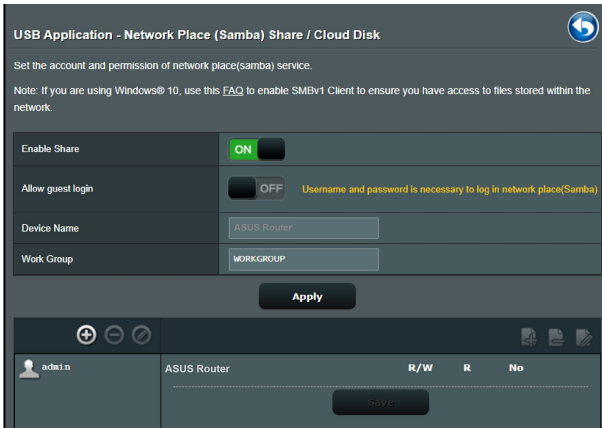 USB Application - Network Place (Samba) Share / Cloud Disk
Set the account and permission of network place(samba) service.
Note: If you are using Windows® 10, use this FAQ to enable SMBv1 Client to ensure you have access to files stored within the
network.
Enable Share ON
Allow guest login OFF Username and password is necessary to log in network place(Samba)
Device Name ASUS Router
Work Group WORKGROUP
Apply
admin ASUS Router R/W R No
Save